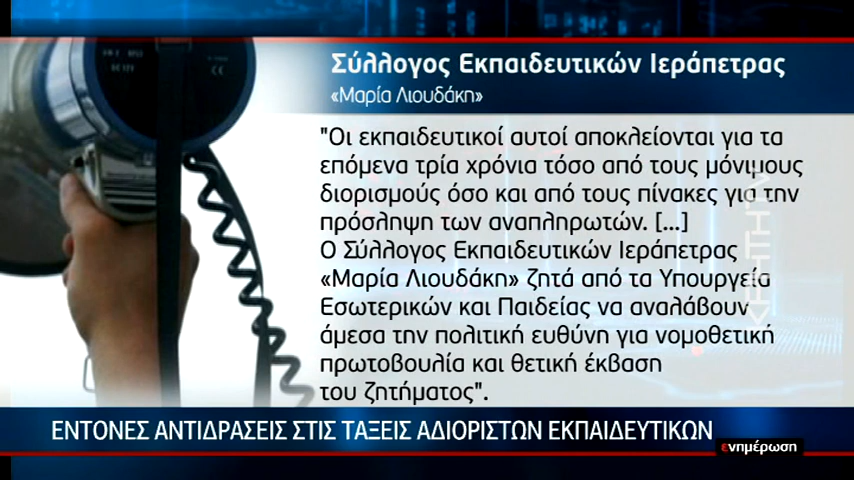 Σύλλογος Εκπαιδευτικών Ιεράπετρας
«Μαρία Λιουδάκη»
"Οι εκπαιδευτικοί αυτοί αποκλείονται για τα
επόμενα τρία χρόνια τόσο από τους μόνιμους
διορισμούς όσο και από τους πίνακες για την
πρόσληψη των αναπληρωτών. [...]
Ο Σύλλογος Εκπαιδευτικών Ιεράπετρας
«Μαρία Λιουδάκη» ζητά από τα Υπουργεία
Εσωτερικών και Παιδείας να αναλάβουν
άμεσα την πολιτική ευθύνη για νομοθετική
πρωτοβουλία και θετική έκβαση
του ζητήματος".
ΚΡΗΤΗ TV
ΕΝΤΟΝΕΣ ΑΝΤΙΔΡΑΣΕΙΣ ΣΤΙΣ ΤΑΞΕΙΣ ΑΔΙΟΡΙΣΤΩΝ ΕΚΠΑΙΔΕΥΤΙΚΩΝ
ενημέρωση